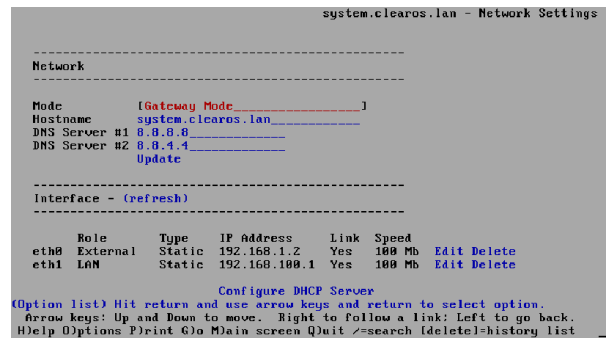 system.clearos.lan - Network Settings
----------------------------------------------
Network
----------------------------------------------
Mode [Gateway Mode_________________]
Hostname system.clearos.lan____________
DNS Server #1 8.8.8.8_____________
DNS Server #2 8.8.4.4_____________
Update
----------------------------------------------
Interface - (refresh)
----------------------------------------------
Role Type IP Address Link Speed
eth0 External Static 192.168.1.2 Yes 100 Mb Edit Delete
eth1 LAN Static 192.168.100.1 Yes 100 Mb Edit Delete
Configure DHCP Server
(Option list) Hit return and use arrow keys and return to select option.
Arrow keys: Up and Down to move. Right to follow a link; Left to go back.
H)elp O)ptions P)rint G)o M)ain screen Q)uit /=search [delete]=history list _